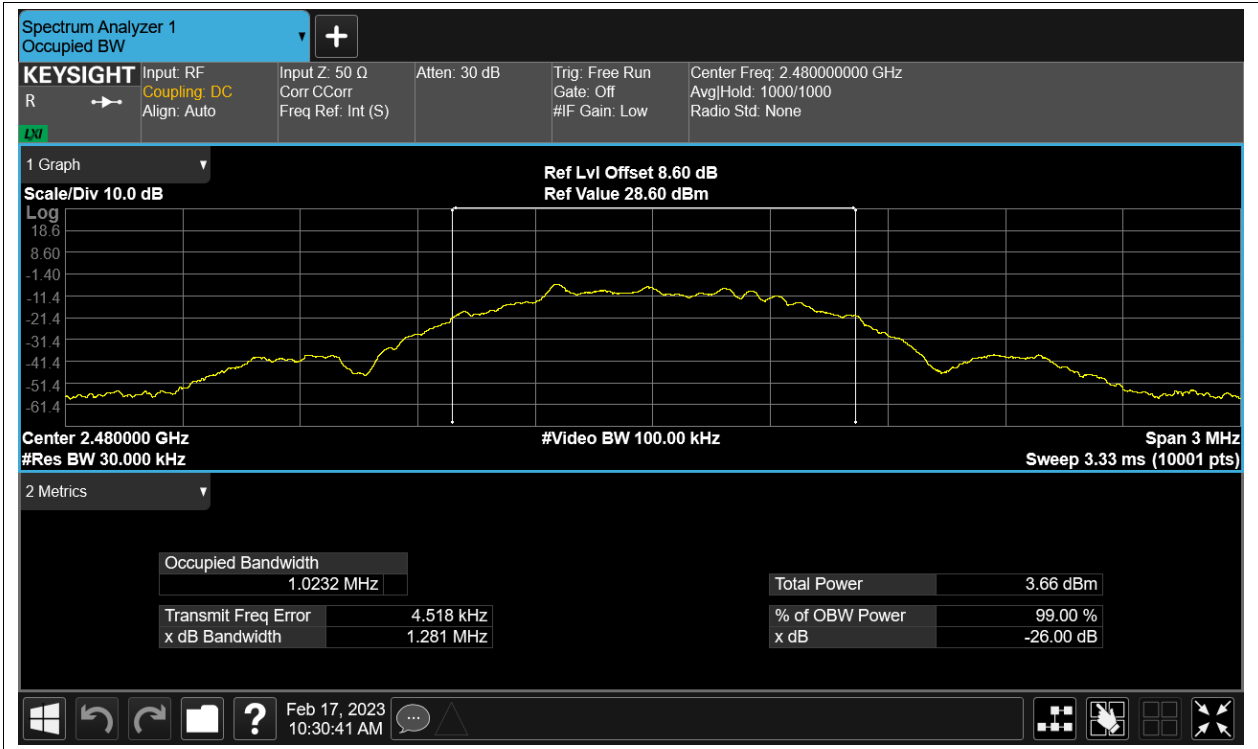 Spectrum Analyzer 1
Occupied BW
KEYSIGHT
R
LXI
Input: RF
Coupling: DC
Align: Auto
Input Z: 50 Ω
Corr CCorr
Freq Ref: Int (S)
Atten: 30 dB
Trig: Free Run
Gate: Off
#IF Gain: Low
Center Freq: 2.480000000 GHz
Avg|Hold: 1000/1000
Radio Std: None
1 Graph
Scale/Div 10.0 dB
Ref Lvl Offset 8.60 dB
Ref Value 28.60 dBm
Log
18.6
8.60
-1.40
-11.4
-21.4
-31.4
-41.4
-51.4
-61.4
Center 2.480000 GHz
#Res BW 30.000 kHz
#Video BW 100.00 kHz
Span 3 MHz
Sweep 3.33 ms (10001 pts)
2 Metrics
Occupied Bandwidth
1.0232 MHz
Transmit Freq Error 4.518 kHz
x dB Bandwidth 1.281 MHz
Total Power 3.66 dBm
% of OBW Power 99.00 %
x dB -26.00 dB
?
Feb 17, 2023
10:30:41 AM